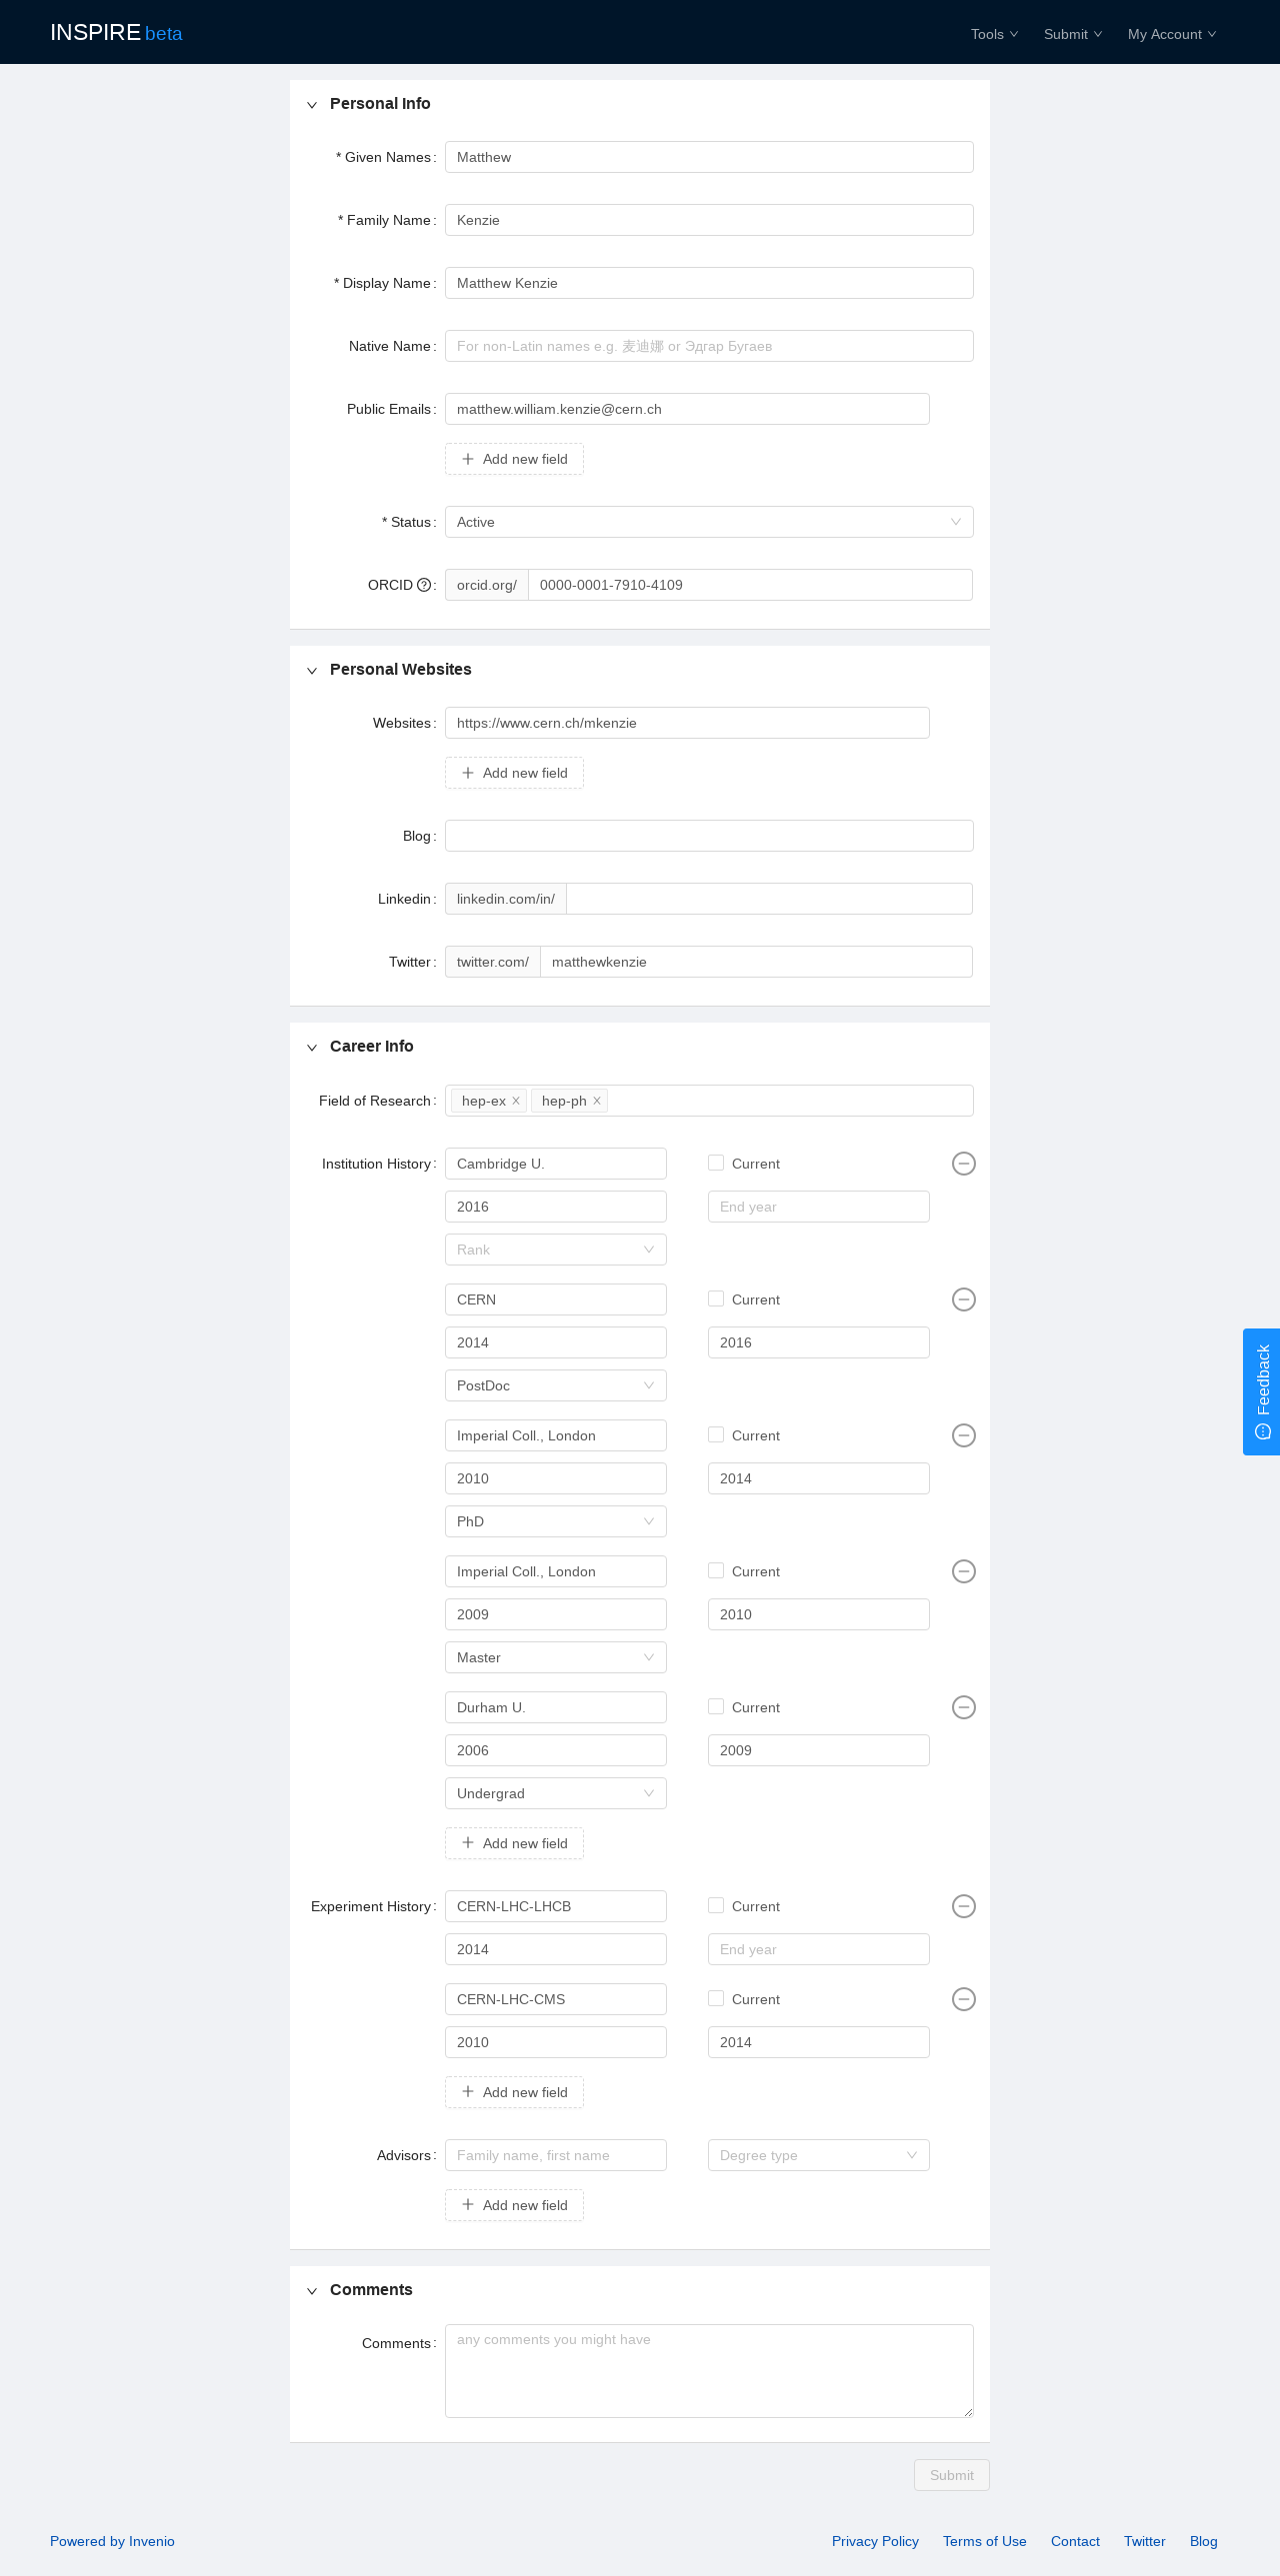 INSPIRE beta Tools Submit My Account
Personal Info
* Given Names: Matthew
* Family Name: Kenzie
* Display Name: Matthew Kenzie
Native Name: For non-Latin names e.g. 麦迪娜 or Эдгар Бугаев
Public Emails: matthew.william.kenzie@cern.ch
Add new field
* Status: Active
ORCID : orcid.org/ 0000-0001-7910-4109
Personal Websites
Websites: https://www.cern.ch/mkenzie
Add new field
Blog:
Linkedin: linkedin.com/in/
Twitter: twitter.com/ matthewkenzie
Career Info
Field of Research: hep-ex hep-ph
Institution History: Cambridge U. Current
2016 End year
Rank
CERN Current
2014 2016
PostDoc
Imperial Coll., London Current
2010 2014
PhD
Imperial Coll., London Current
2009 2010
Master
Durham U. Current
2006 2009
Undergrad
Add new field
Experiment History: CERN-LHC-LHCB Current
2014 End year
CERN-LHC-CMS Current
2010 2014
Add new field
Advisors: Family name, first name Degree type
Add new field
Comments
Comments: any comments you might have
Submit
Feedback
Powered by Invenio Privacy Policy Terms of Use Contact Twitter Blog